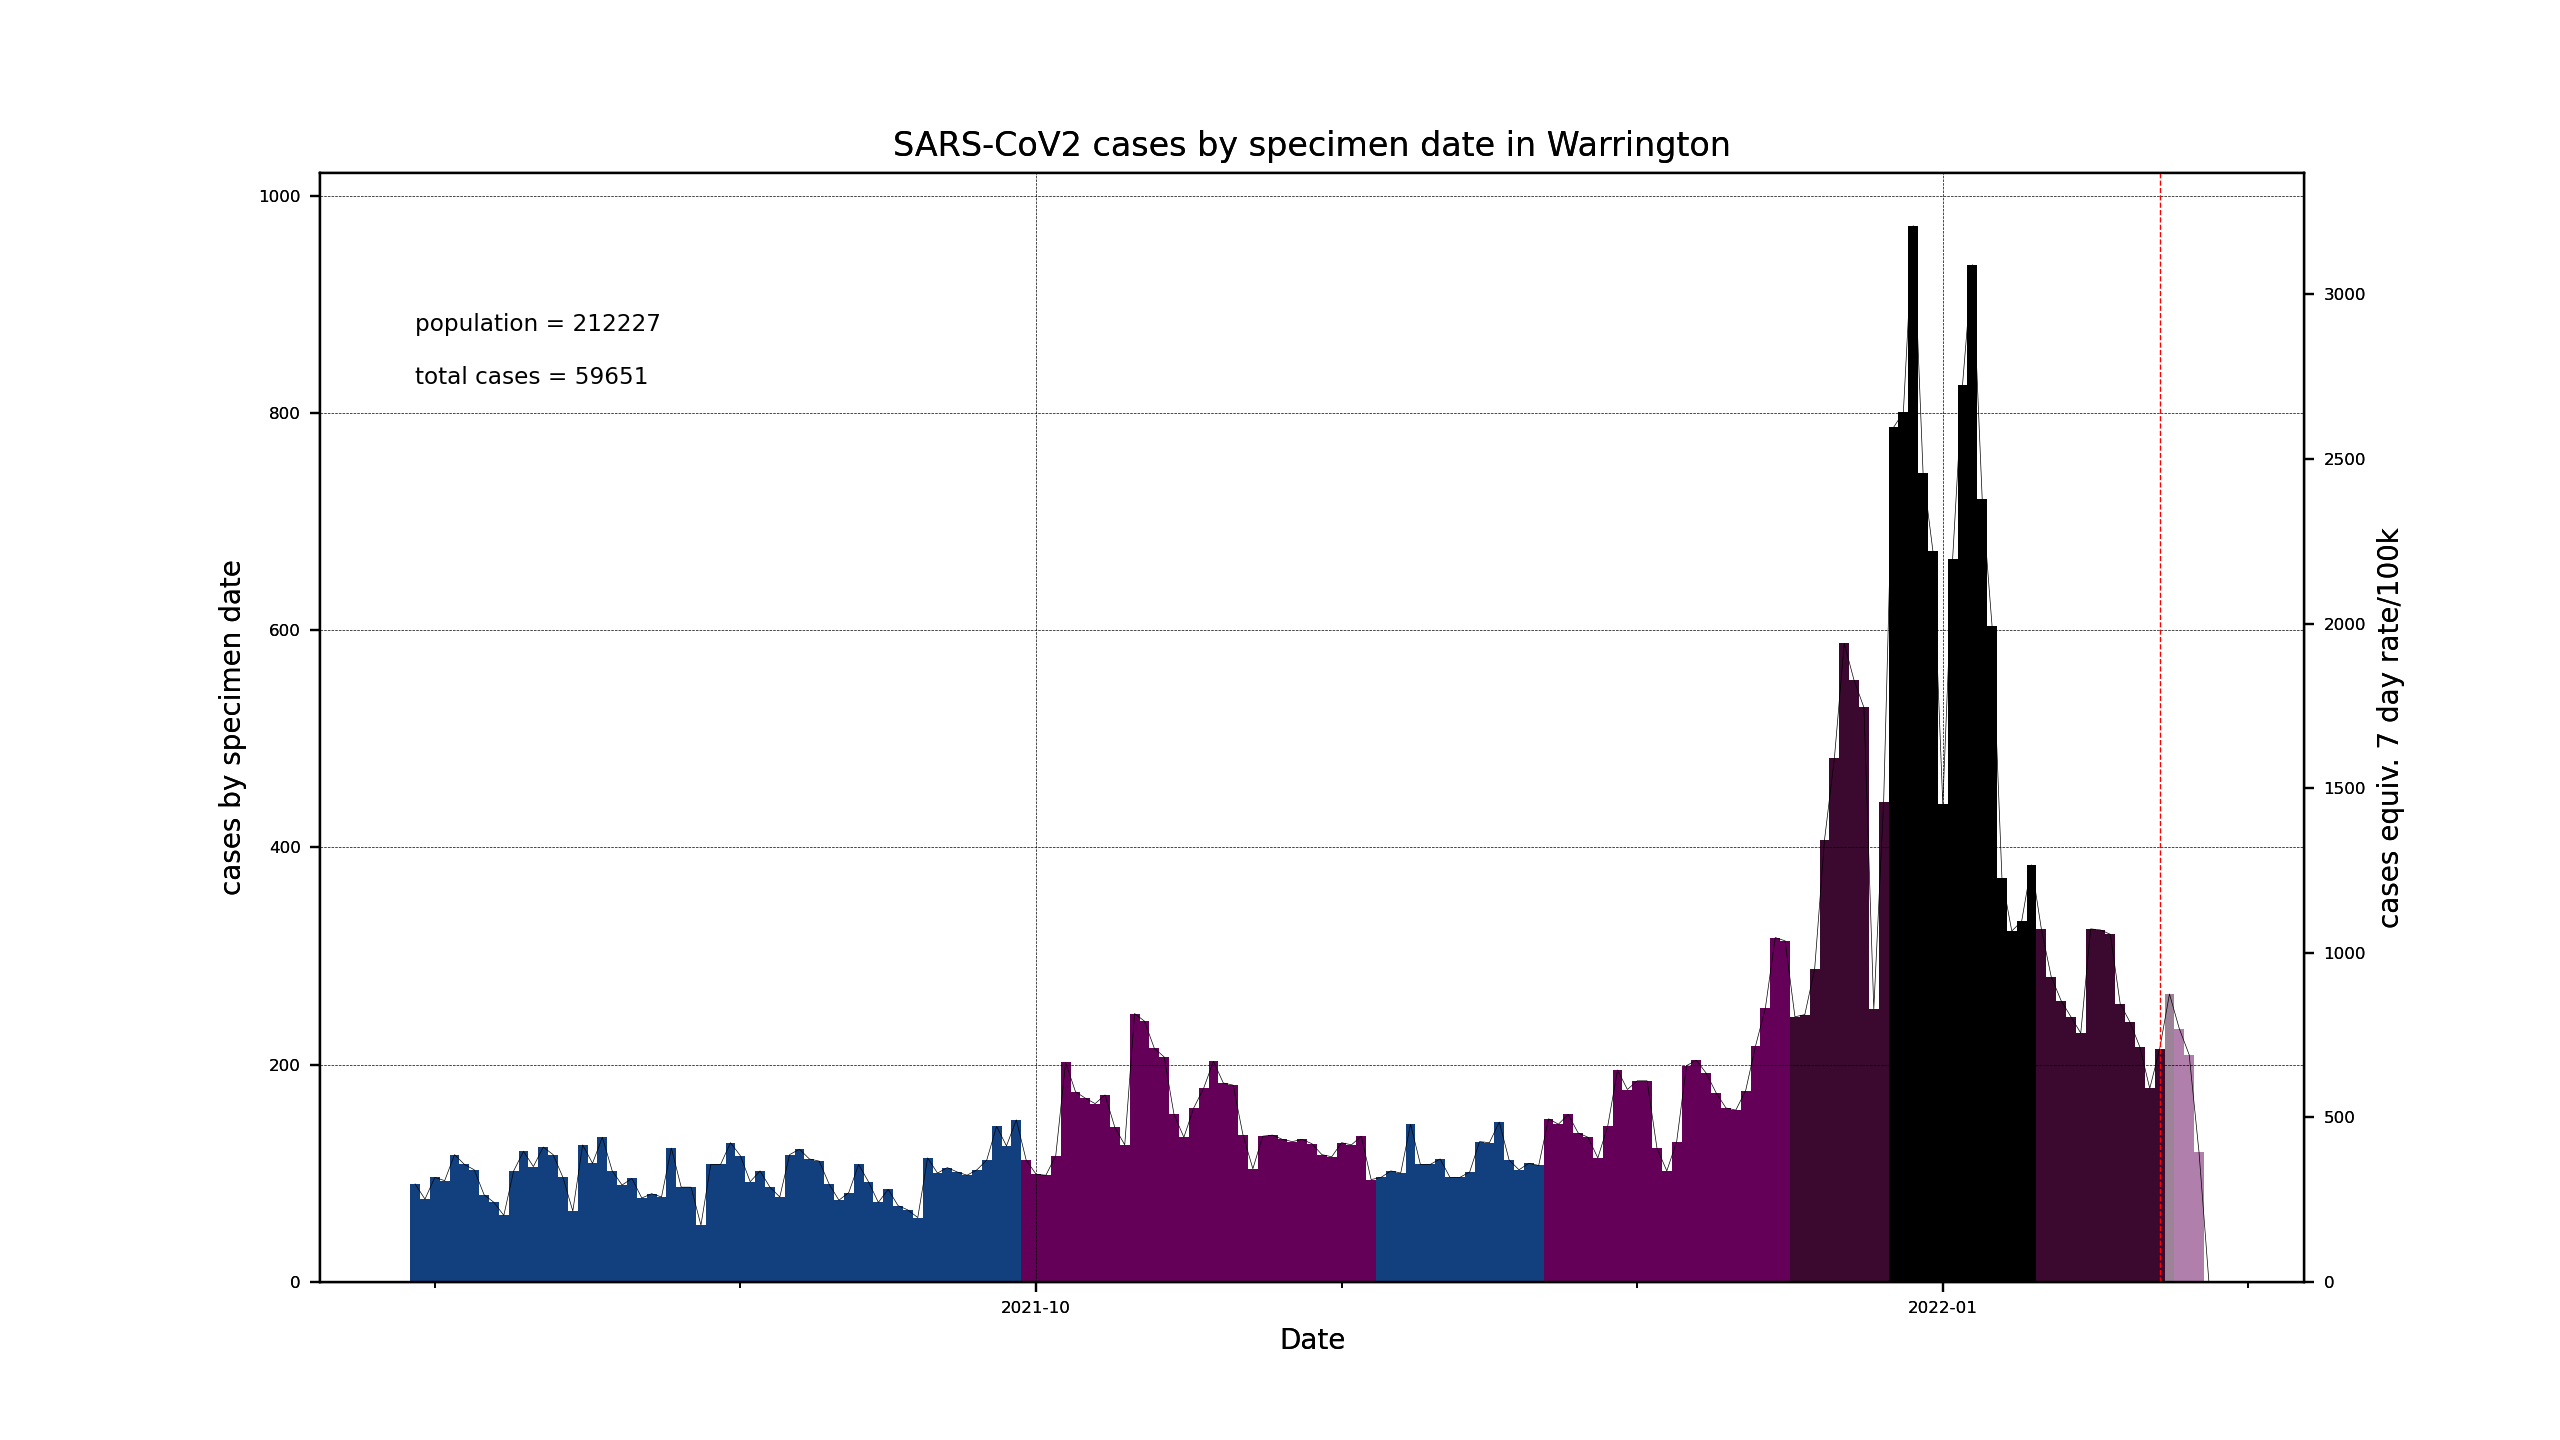 SARS-CoV2 cases by specimen date in Warrington
population = 212227
total cases = 59651
cases by specimen date
1000
800
600
400
200
0
3000
2500
2000
1500
1000
500
0
cases equiv. 7 day rate/100k
2021-10
2022-01
Date